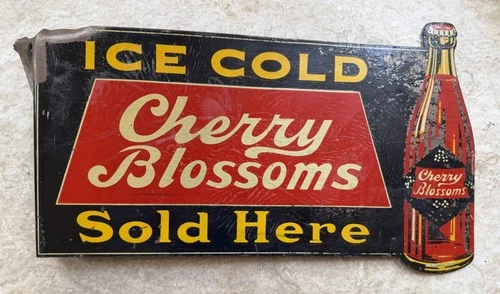 ICE COLD
Cherry
Blossoms
Sold Here
Cherry
Blossoms